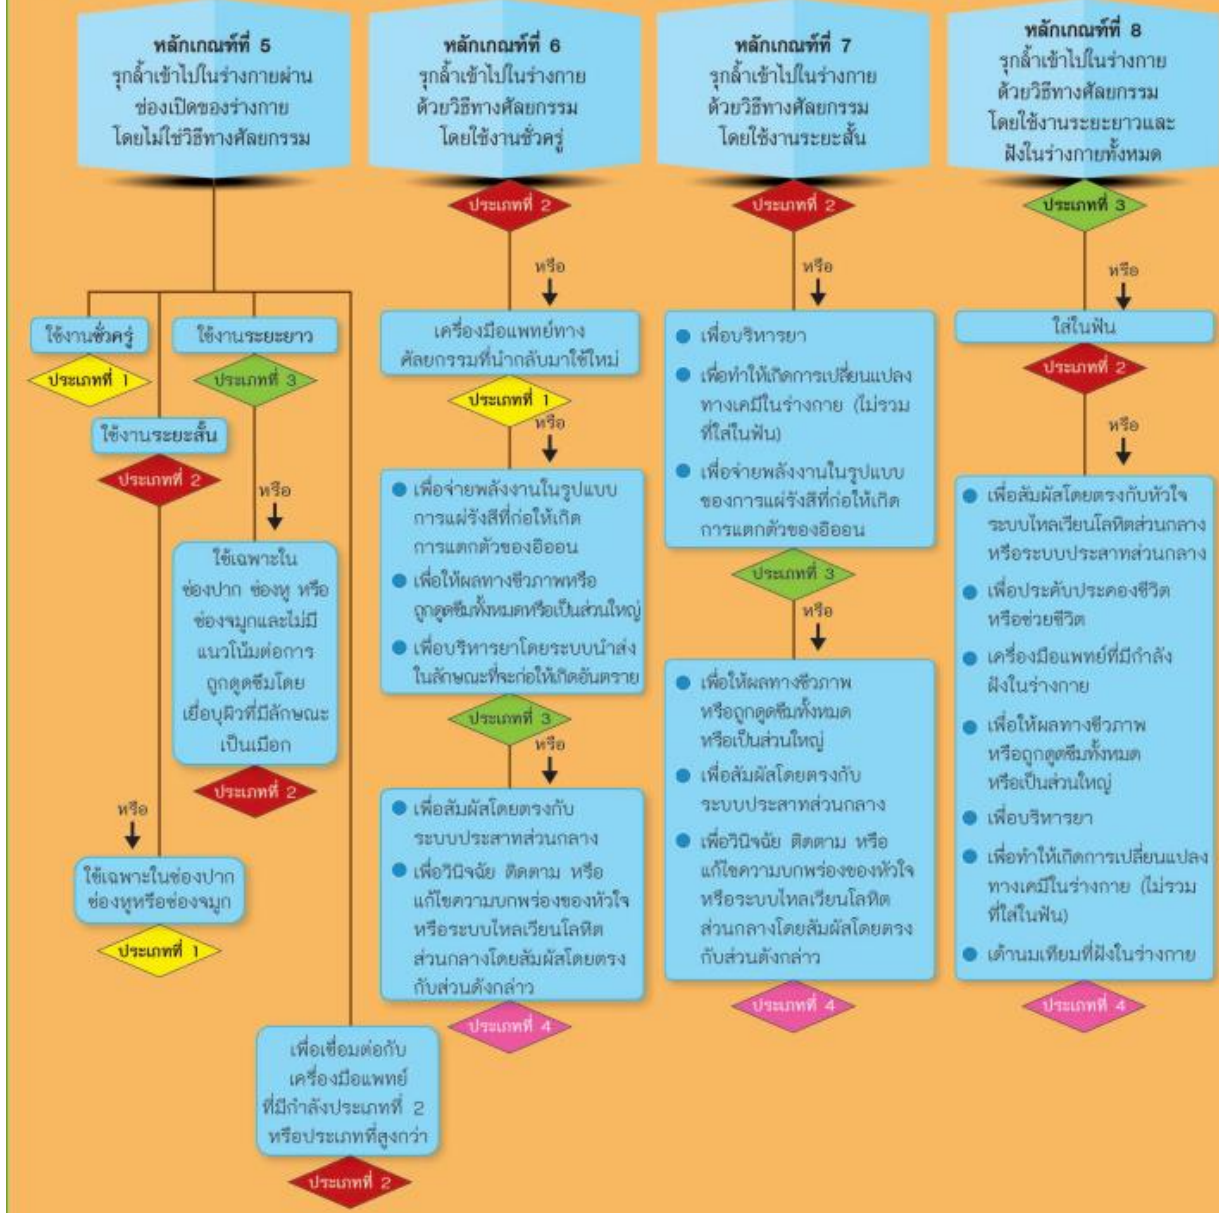 หลักเกณฑ์ที่ 5
รุกล้ำเข้าไปในร่างกายผ่าน
ช่องเปิดของร่างกาย
โดยไม่ใช่วิธีทางศัลยกรรม
ใช้งานชั่วครู่
ประเภทที่ 1
ใช้งานระยะยาว
ประเภทที่ 3
ใช้งานระยะสั้น
ประเภทที่ 2
หรือ
ใช้เฉพาะใน
ช่องปาก ช่องหู หรือ
ช่องจมูกและไม่มี
แนวโน้มต่อการ
ถูกดูดซึมโดย
เยื่อบุผิวที่มีลักษณะ
เป็นเมือก
ประเภทที่ 2
หรือ
ใช้เฉพาะในช่องปาก
ช่องหูหรือช่องจมูก
ประเภทที่ 1
เพื่อเชื่อมต่อกับ
เครื่องมือแพทย์
ที่มีกำลังประเภทที่ 2
หรือประเภทที่สูงกว่า
ประเภทที่ 2
หลักเกณฑ์ที่ 6
รุกล้ำเข้าไปในร่างกาย
ด้วยวิธีทางศัลยกรรม
โดยใช้งานชั่วครู่
ประเภทที่ 2
หรือ
เครื่องมือแพทย์ทาง
ศัลยกรรมที่นำกลับมาใช้ใหม่
ประเภทที่ 1
หรือ
เพื่อจ่ายพลังงานในรูปแบบ
การแผ่รังสีที่ก่อให้เกิด
การแตกตัวของอิออน
เพื่อให้ผลทางชีวภาพหรือ
ถูกดูดซึมทั้งหมดหรือเป็นส่วนใหญ่
เพื่อบริหารยาโดยระบบนำส่ง
ในลักษณะที่จะก่อให้เกิดอันตราย
ประเภทที่ 3
หรือ
เพื่อสัมผัสโดยตรงกับ
ระบบประสาทส่วนกลาง
เพื่อวินิจฉัย ติดตาม หรือ
แก้ไขความบกพร่องของหัวใจ
หรือระบบไหลเวียนโลหิต
ส่วนกลางโดยสัมผัสโดยตรง
กับส่วนดังกล่าว
ประเภทที่ 4
หลักเกณฑ์ที่ 7
รุกล้ำเข้าไปในร่างกาย
ด้วยวิธีทางศัลยกรรม
โดยใช้งานระยะสั้น
ประเภทที่ 2
หรือ
เพื่อบริหารยา
เพื่อทำให้เกิดการเปลี่ยนแปลง
ทางเคมีในร่างกาย (ไม่รวม
ที่ใส่ในฟัน)
เพื่อจ่ายพลังงานในรูปแบบ
ของการแผ่รังสีที่ก่อให้เกิด
การแตกตัวของอิออน
ประเภทที่ 3
หรือ
เพื่อให้ผลทางชีวภาพ
หรือถูกดูดซึมทั้งหมด
หรือเป็นส่วนใหญ่
เพื่อสัมผัสโดยตรงกับ
ระบบประสาทส่วนกลาง
เพื่อวินิจฉัย ติดตาม หรือ
แก้ไขความบกพร่องของหัวใจ
หรือระบบไหลเวียนโลหิต
ส่วนกลางโดยสัมผัสโดยตรง
กับส่วนดังกล่าว
ประเภทที่ 4
หลักเกณฑ์ที่ 8
รุกล้ำเข้าไปในร่างกาย
ด้วยวิธีทางศัลยกรรม
โดยใช้งานระยะยาวและ
ฝังในร่างกายทั้งหมด
ประเภทที่ 3
หรือ
ใส่ในฟัน
ประเภทที่ 2
หรือ
เพื่อสัมผัสโดยตรงกับหัวใจ
ระบบไหลเวียนโลหิตส่วนกลาง
หรือระบบประสาทส่วนกลาง
เพื่อประคับประคองชีวิต
หรือช่วยชีวิต
เครื่องมือแพทย์ที่มีกำลัง
ฝังในร่างกาย
เพื่อให้ผลทางชีวภาพ
หรือถูกดูดซึมทั้งหมด
หรือเป็นส่วนใหญ่
เพื่อบริหารยา
เพื่อทำให้เกิดการเปลี่ยนแปลง
ทางเคมีในร่างกาย (ไม่รวม
ที่ใส่ในฟัน)
เต้านมเทียมที่ฝังในร่างกาย
ประเภทที่ 4